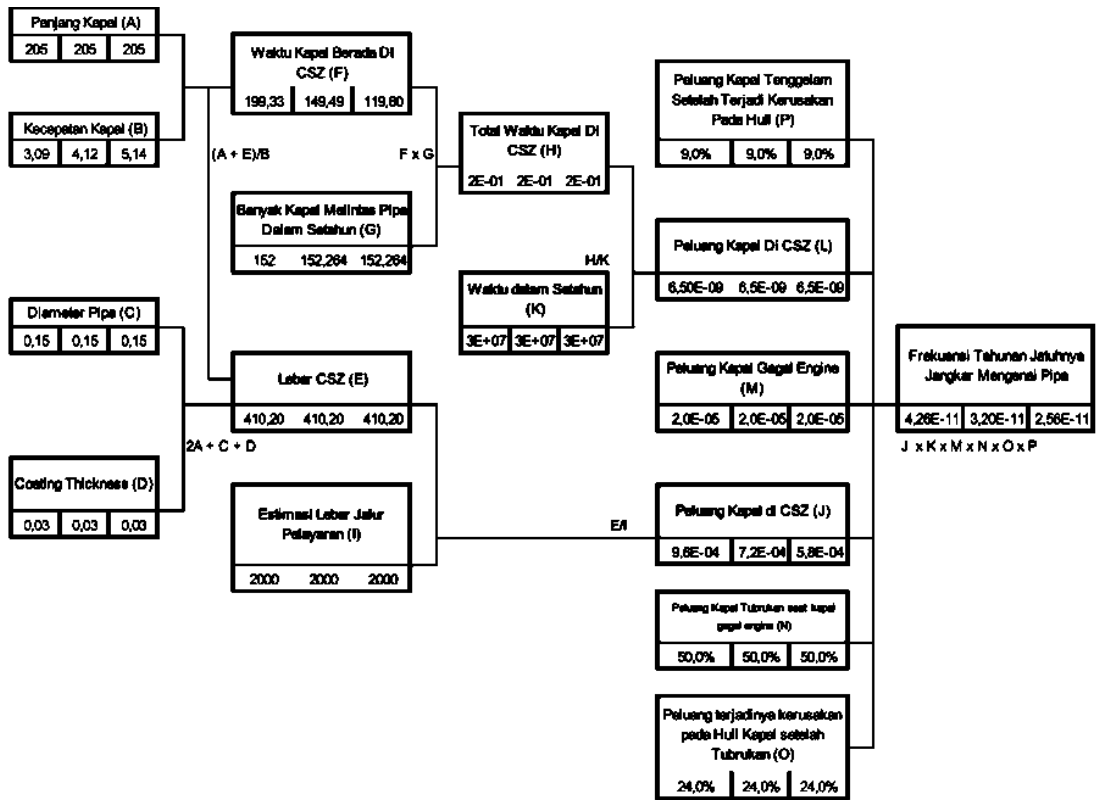 Panjang Kapal (A)
205 205 205
Kecepatan Kapal (B)
3,09 4,12 5,14
Waktu Kapal Berada Di
CSZ (F)
199,33 149,49 119,60
(A + E)/B
F x G
Banyak Kapal Melintas Pipa
Dalam Setahun (G)
152 152,264 152,264
Total Waktu Kapal Di
CSZ (H)
2E-01 2E-01 2E-01
H/K
Waktu dalam Setahun
(K)
3E+07 3E+07 3E+07
Diameter Pipa (C)
0,15 0,15 0,15
Coating Thickness (D)
0,03 0,03 0,03
2A + C + D
Lebar CSZ (E)
410,20 410,20 410,20
Estimasi Lebar Jalur
Pelayaran (I)
2000 2000 2000
E/I
Peluang Kapal Tenggelam
Setelah Terjadi Kerusakan
Pada Hull (P)
9,0% 9,0% 9,0%
Peluang Kapal Di CSZ (L)
6,50E-09 6,5E-09 6,5E-09
Peluang Kapal Gagal Engine
(M)
2,0E-05 2,0E-05 2,0E-05
Peluang Kapal di CSZ (J)
9,6E-04 7,2E-04 5,8E-04
Peluang Kapal Tubrukan saat kapal
gagal engine (N)
50,0% 50,0% 50,0%
Peluang terjadinya kerusakan
pada Hull Kapal setelah
Tubrukan (O)
24,0% 24,0% 24,0%
Frekuensi Tahunan Jatuhnya
Jangkar Mengenai Pipa
4,26E-11 3,20E-11 2,56E-11
J x K x M x N x O x P